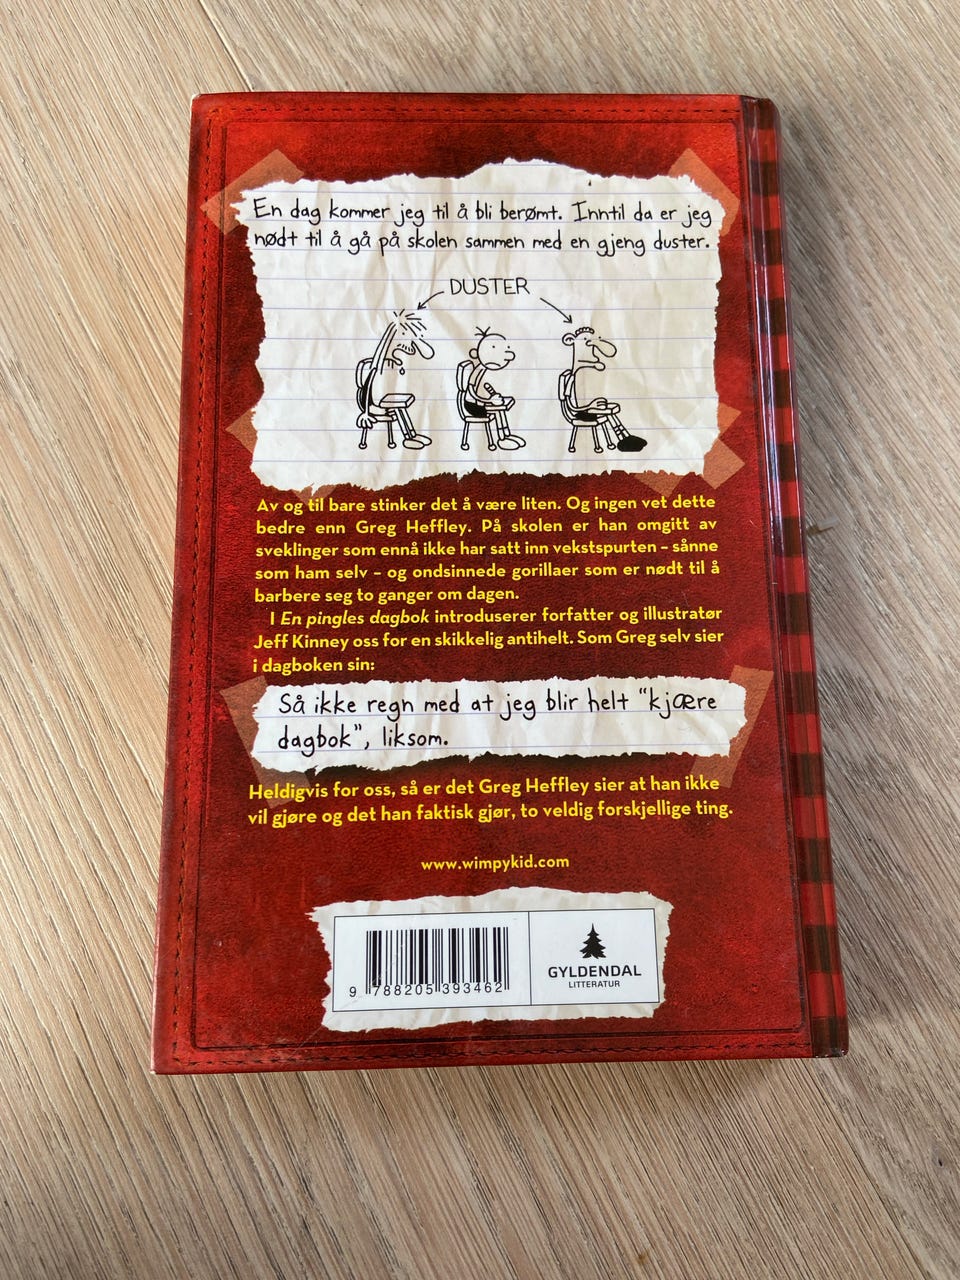 En dag kommer jeg til å bli berømt. Inntil da er jeg
nødt til å gå på skolen sammen med en gjeng duster.
DUSTER
Av og til bare stinker det å være liten. Og ingen vet dette
bedre enn Greg Heffley. På skolen er han omgitt av
sveklinger som ennå ikke har satt inn vekstspurten – sånne
som ham selv – og ondsinnede gorillaer som er nødt til å
barbere seg to ganger om dagen.
I En pingles dagbok introduserer forfatter og illustratør
Jeff Kinney oss for en skikkelig antihelt. Som Greg selv sier
i dagboken sin:
Så ikke regn med at jeg blir helt "kjære
dagbok", liksom.
Heldigvis for oss, så er det Greg Heffley sier at han ikke
vil gjøre og det han faktisk gjør, to veldig forskjellige ting.
www.wimpykid.com
9 788205 393462
GYLDENDAL
LITTERATUR